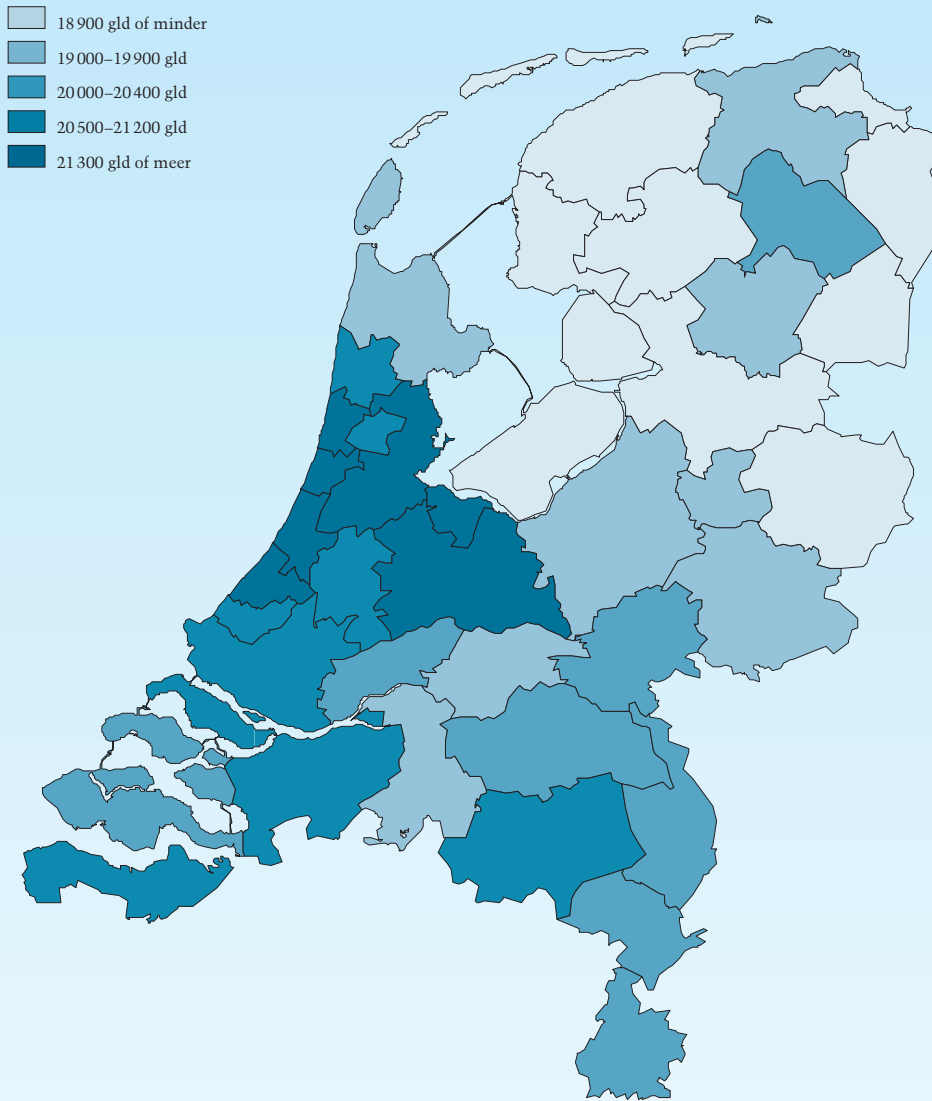 18 900 gld of minder
19 000–19 900 gld
20 000–20 400 gld
20 500–21 200 gld
21 300 gld of meer